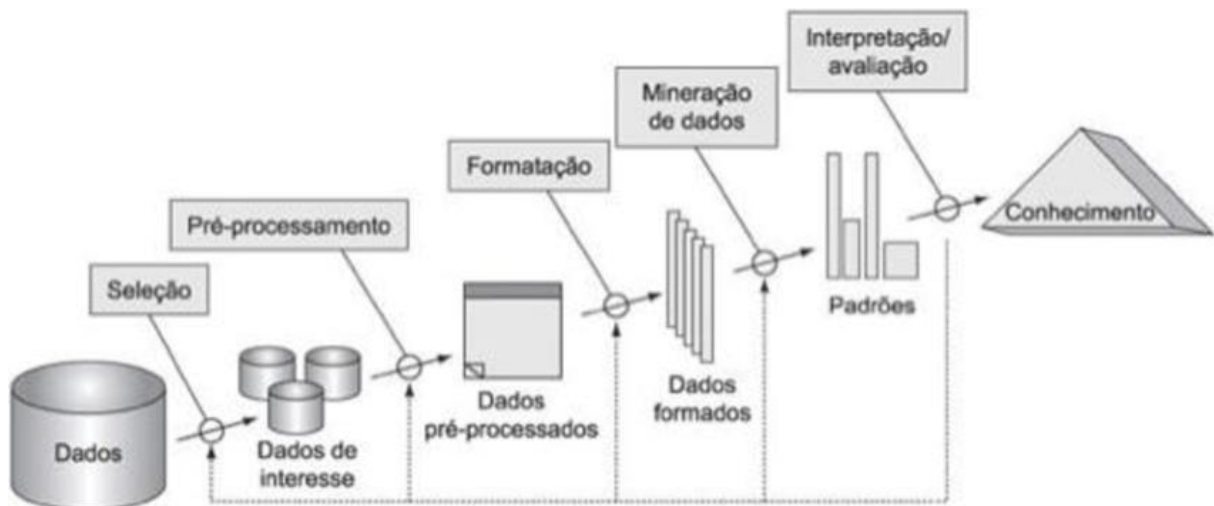 Interpretação/
avaliação
Mineração
de dados
Formatação
Pré-processamento
Seleção
Conhecimento
Padrões
Dados
formados
Dados
pré-processados
Dados de
interesse
Dados